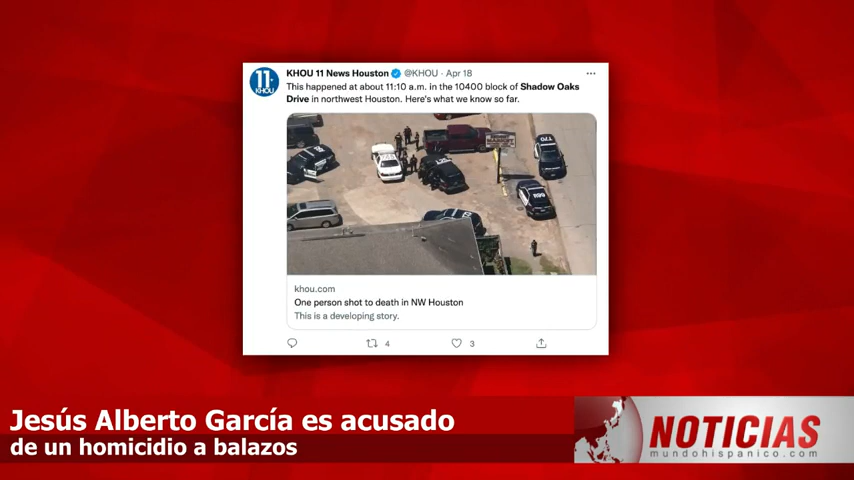 11
KHOU
KHOU 11 News Houston @KHOU · Apr 18
This happened at about 11:10 a.m. in the 10400 block of Shadow Oaks
Drive in northwest Houston. Here's what we know so far.
khou.com
One person shot to death in NW Houston
This is a developing story.
4
3
Jesús Alberto García es acusado
de un homicidio a balazos
NOTICIAS
mundohispanico.com